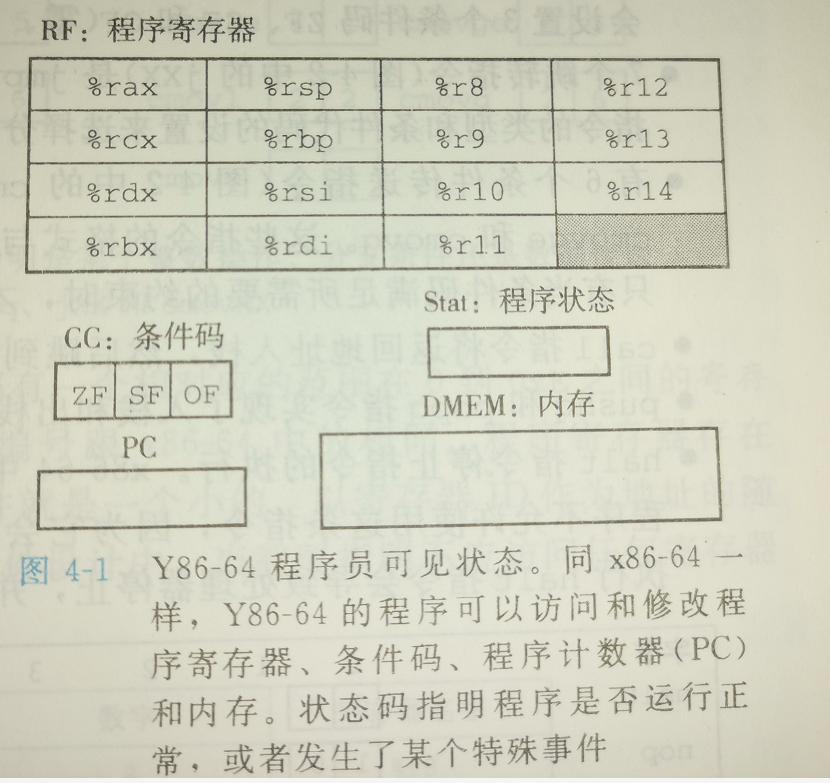 RF：程序寄存器
%rax %rsp %r8 %r12
%rcx %rbp %r9 %r13
%rdx %rsi %r10 %r14
%rbx %rdi %r11
CC：条件码
Stat：程序状态
ZF SF OF
DMEM：内存
PC
图 4-1 Y86-64 程序员可见状态。同 x86-64 一
样，Y86-64 的程序可以访问和修改程
序寄存器、条件码、程序计数器(PC)
和内存。状态码指明程序是否运行正
常，或者发生了某个特殊事件